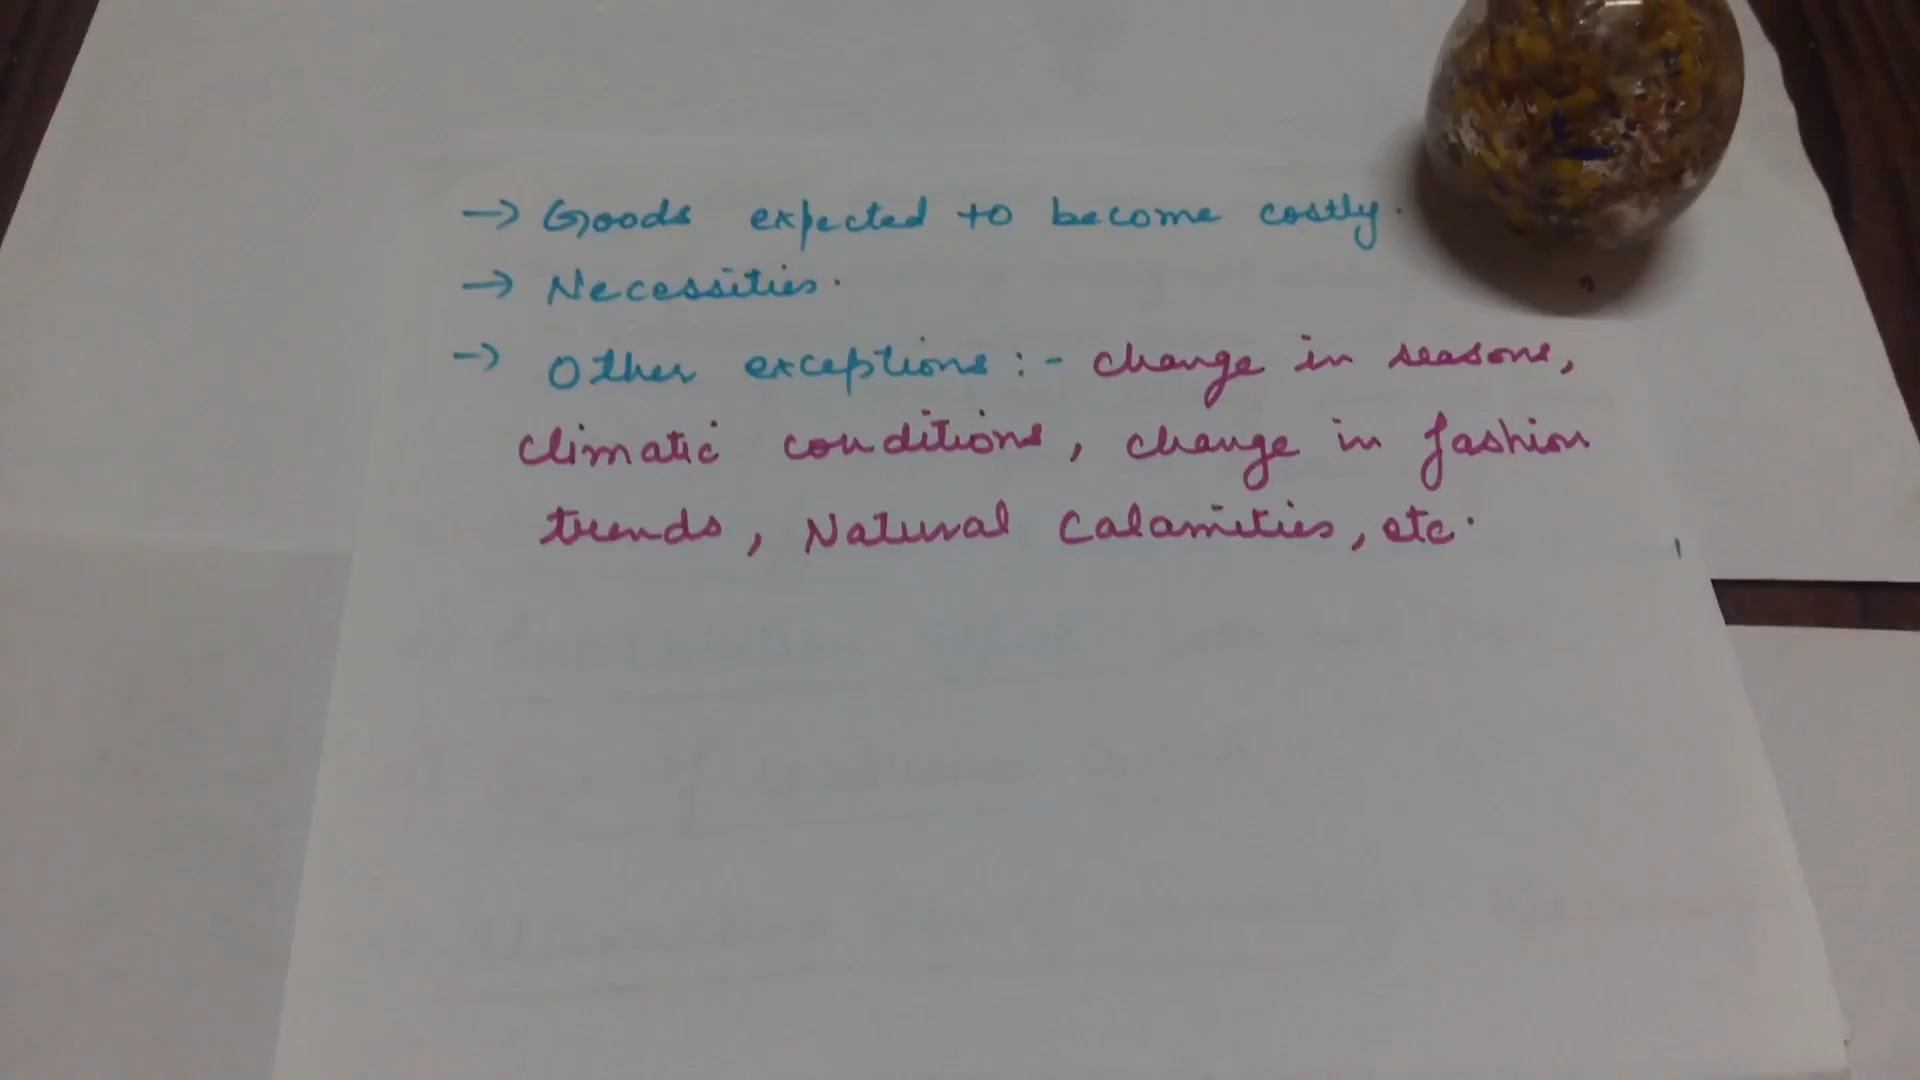 → Goods expected to become costly.
→ Necessities.
→ Other exceptions :- change in seasons,
climatic conditions, change in fashion
trends, Natural Calamities, etc.